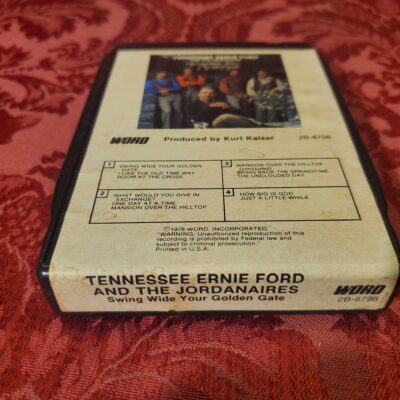 TENNESSEE ERNIE FORD
WORD
Produced by Kurt Kaiser
2B-8798
1
SWING WIDE YOUR GOLDEN
GATE
I LIKE THE OLD TIME WAY
ROOM AT THE CROSS
2
WHAT WOULD YOU GIVE IN
EXCHANGE?
ONE DAY AT A TIME
MANSION OVER THE HILLTOP
3
MANSION OVER THE HILLTOP
BRING BACK THE SPRINGTIME
THE UNCLOUDED DAY
4
HOW BIG IS GOD
JUST A LITTLE WHILE
©1978 WORD, INCORPORATED
"WARNING: Unauthorized reproduction of this
recording is prohibited by Federal law and
subject to criminal prosecution."
Printed in U.S.A.
TENNESSEE ERNIE FORD
AND THE JORDANAIRES
Swing Wide Your Golden Gate
WORD
2B-8798